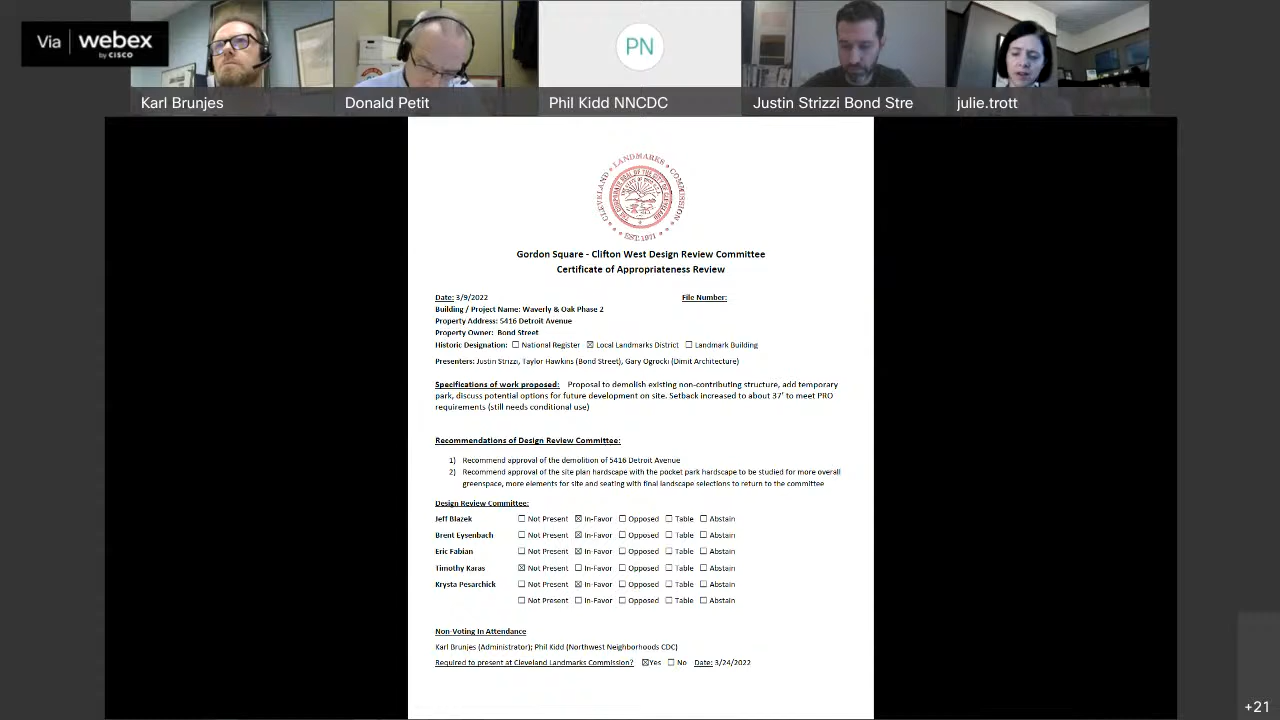 Via webex
by CISCO
Karl Brunjes
Donald Petit
PN
Phil Kidd NNCDC
Justin Strizzi Bond Stre
julie.trott
CLEVELAND LANDMARKS COMMISSION
EST.1971
Gordon Square - Clifton West Design Review Committee
Certificate of Appropriateness Review
Date: 3/9/2022 File Number:
Building / Project Name: Waverly & Oak Phase 2
Property Address: 5416 Detroit Avenue
Property Owner: Bond Street
Historic Designation: ☐ National Register ☒ Local Landmarks District ☐ Landmark Building
Presenters: Justin Strizzi, Taylor Hawkins (Bond Street), Gary Ogrocki (Dimit Architecture)
Specifications of work proposed: Proposal to demolish existing non-contributing structure, add temporary
park, discuss potential options for future development on site. Setback increased to about 37' to meet PRO
requirements (still needs conditional use)
Recommendations of Design Review Committee:
1) Recommend approval of the demolition of 5416 Detroit Avenue
2) Recommend approval of the site plan hardscape with the pocket park hardscape to be studied for more overall
greenspace, more elements for site and seating with final landscape selections to return to the committee
Design Review Committee:
Jeff Blazek ☐ Not Present ☒ In-Favor ☐ Opposed ☐ Table ☐ Abstain
Brent Eysenbach ☐ Not Present ☒ In-Favor ☐ Opposed ☐ Table ☐ Abstain
Eric Fabian ☐ Not Present ☒ In-Favor ☐ Opposed ☐ Table ☐ Abstain
Timothy Karas ☒ Not Present ☐ In-Favor ☐ Opposed ☐ Table ☐ Abstain
Krysta Pesarchick ☐ Not Present ☒ In-Favor ☐ Opposed ☐ Table ☐ Abstain
☐ Not Present ☐ In-Favor ☐ Opposed ☐ Table ☐ Abstain
Non-Voting In Attendance
Karl Brunjes (Administrator); Phil Kidd (Northwest Neighborhoods CDC)
Required to present at Cleveland Landmarks Commission? ☒Yes ☐ No Date: 3/24/2022
+21